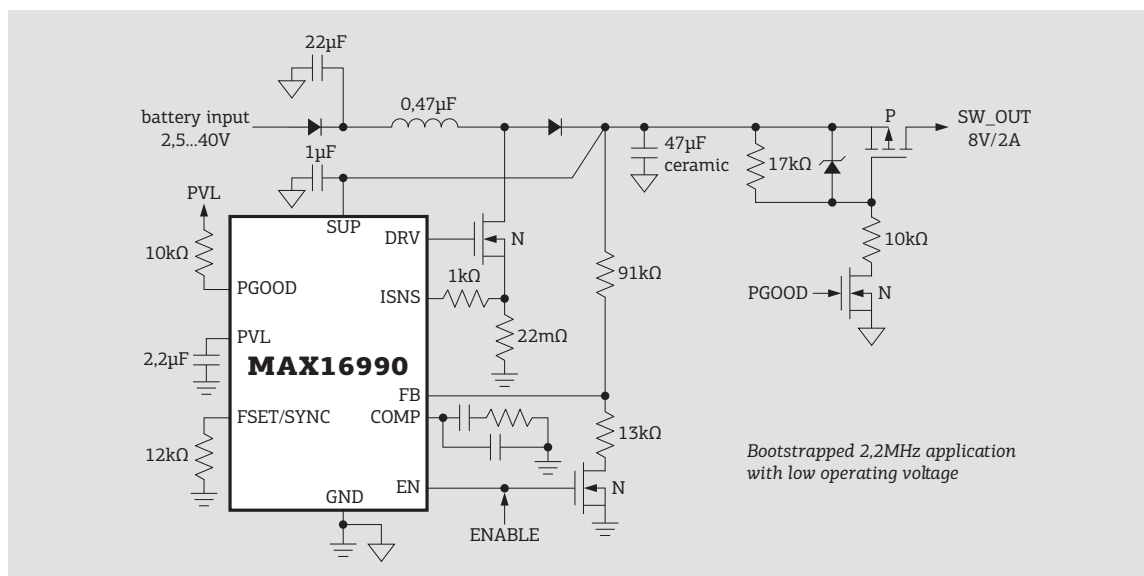 22µF
0,47µF
battery input
2,5...40V
P
SW_OUT
8V/2A
47µF
ceramic
17kΩ
1µF
PVL
SUP
DRV
N
10kΩ
10kΩ
1kΩ
91kΩ
PGOOD
ISNS
PGOOD
N
22mΩ
PVL
2,2µF
MAX16990
FB
FSET/SYNC
COMP
13kΩ
12kΩ
Bootstrapped 2,2MHz application
with low operating voltage
EN
N
GND
ENABLE